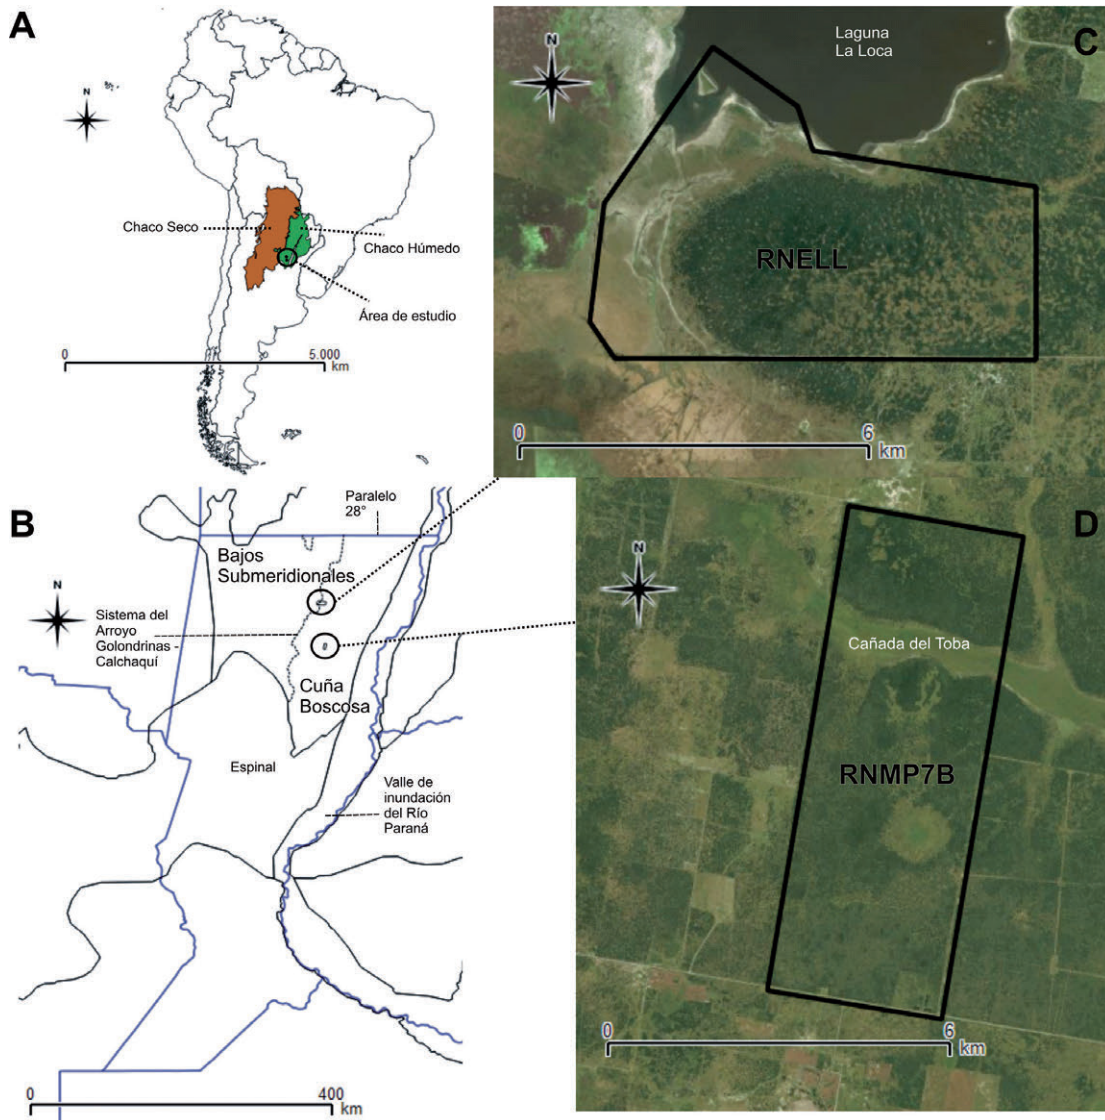 A
N
Chaco Seco
Chaco Húmedo
Área de estudio
0
5.000
km
C
N
Laguna
La Loca
RNELL
0
6
km
B
N
Paralelo
28°
Bajos
Submeridionales
Sistema del
Arroyo
Golondrinas -
Calchaquí
Cuña
Boscosa
Espinal
Valle de
inundación
del Río
Paraná
0
400
km
D
N
Cañada del Toba
RNMP7B
0
6
km